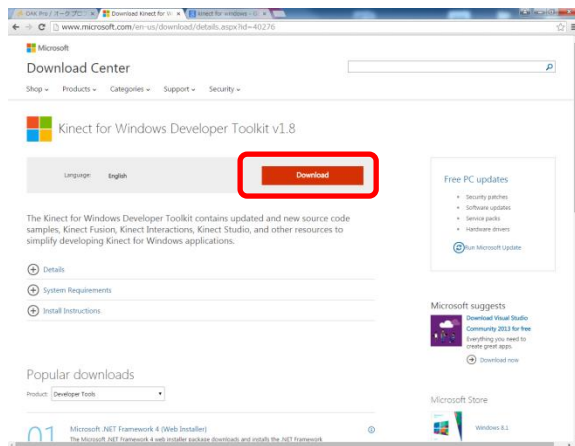 Download Kinect for Wi
kinect for windows - G
www.microsoft.com/en-us/download/details.aspx?id=40276
Microsoft
Download Center
Shop Products Categories Support Security
Kinect for Windows Developer Toolkit v1.8
Language: English Download
The Kinect for Windows Developer Toolkit contains updated and new source code
samples, Kinect Fusion, Kinect Interactions, Kinect Studio, and other resources to
simplify developing Kinect for Windows applications.
Details
System Requirements
Install Instructions
Free PC updates
Security patches
Software updates
Service packs
Hardware drivers
Run Microsoft Update
Microsoft suggests
Download Visual Studio
Community 2013 for free
Everything you need to
create great apps.
Download now
Popular downloads
Product: Developer Tools
Microsoft Store
Windows 8.1
01 Microsoft .NET Framework 4 (Web Installer)
The Microsoft .NET Framework 4 web installer package downloads and installs the .NET Framework